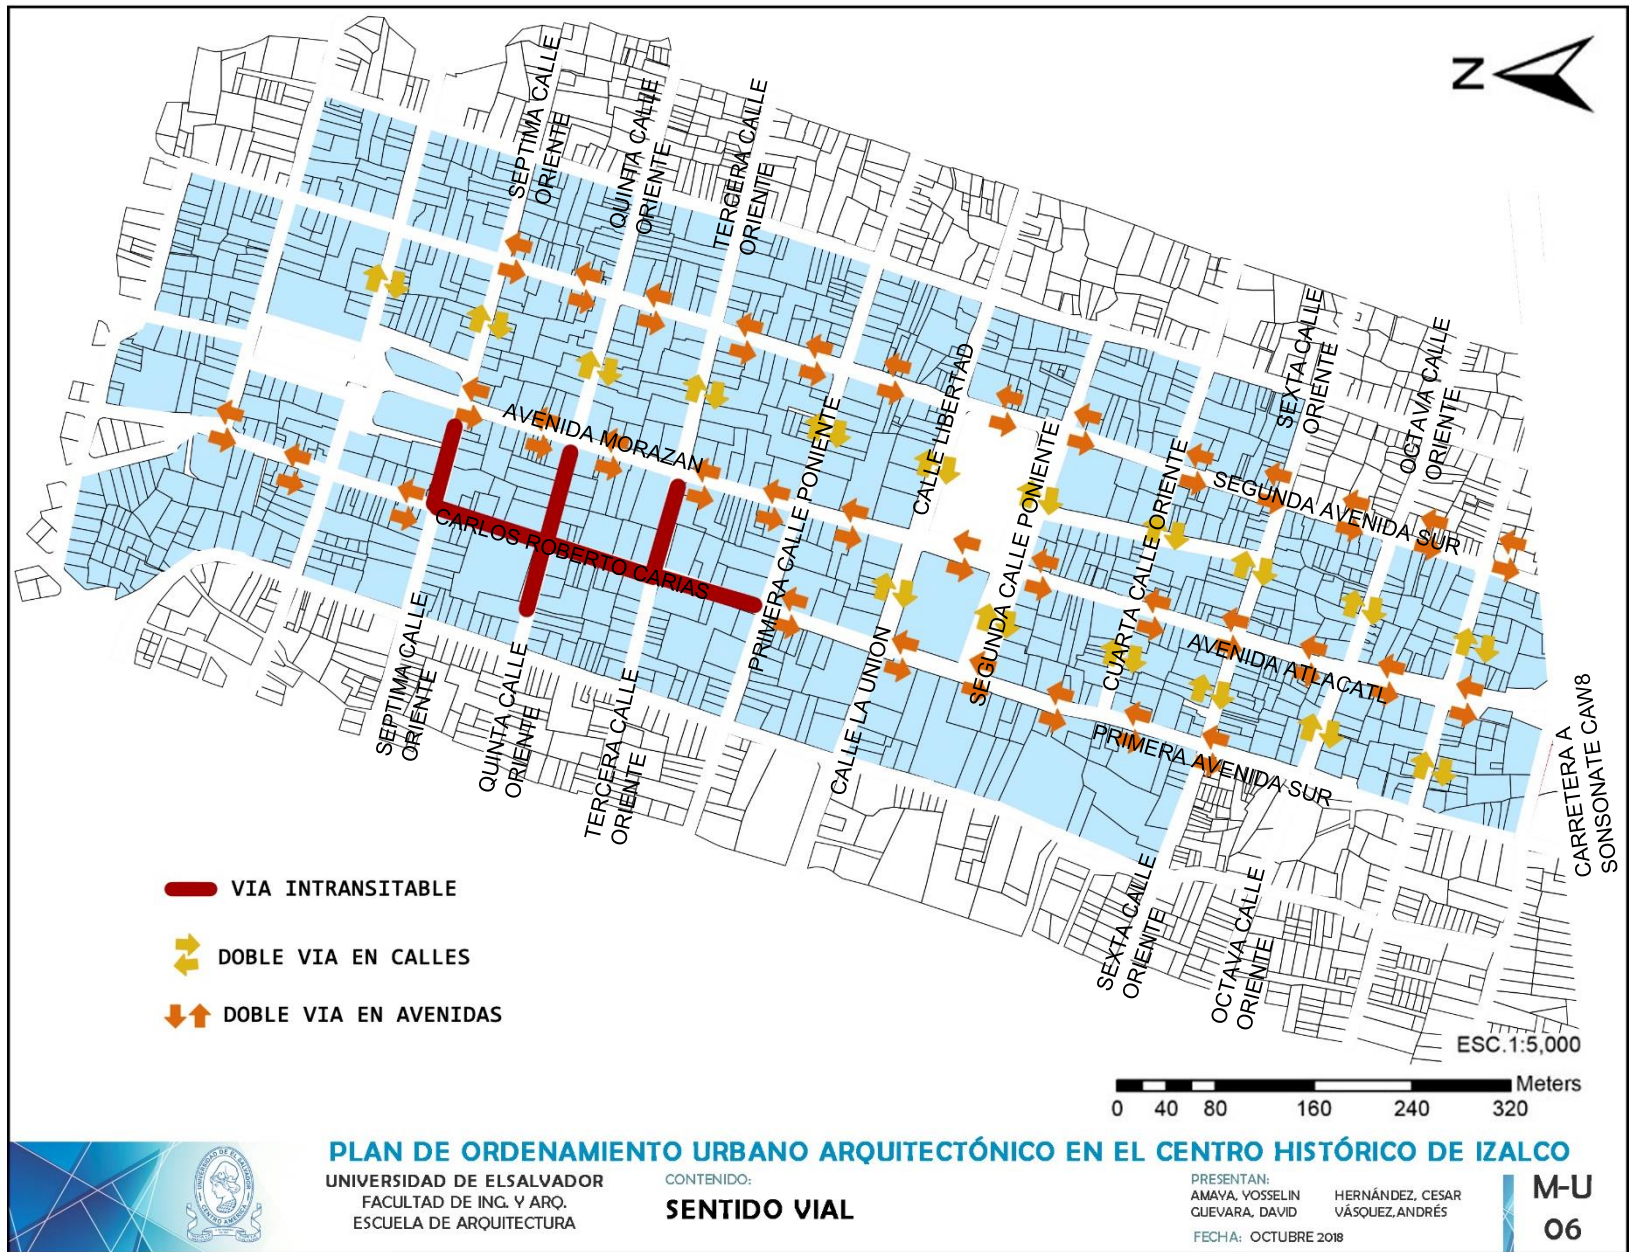 Z
SEPTIMA CALLE
ORIENTE
QUINTA CALLE
ORIENTE
TERCERA CALLE
ORIENTE
SEXTA CALLE
ORIENTE
OCTAVA CALLE
ORIENTE
AVENIDA MORAZAN
PRIMERA CALLE PONIENTE
CALLE LIBERTAD
SEGUNDA CALLE PONIENTE
CUARTA CALLE ORIENTE
SEGUNDA AVENIDA SUR
CARLOS ROBERTO CARIAS
AVENIDA ATLACATL
PRIMERA AVENIDA SUR
SEPTIMA CALLE
ORIENTE
QUINTA CALLE
ORIENTE
TERCERA CALLE
ORIENTE
CALLE LA UNION
CARRETERA A
SONSONATE CAW8
SEXTA CALLE
ORIENTE
OCTAVA CALLE
ORIENTE
VIA INTRANSITABLE
DOBLE VIA EN CALLES
DOBLE VIA EN AVENIDAS
ESC.1:5,000
Meters
0 40 80 160 240 320
PLAN DE ORDENAMIENTO URBANO ARQUITECTÓNICO EN EL CENTRO HISTÓRICO DE IZALCO
UNIVERSIDAD DE ELSALVADOR
FACULTAD DE ING. Y ARQ.
ESCUELA DE ARQUITECTURA
CONTENIDO:
SENTIDO VIAL
PRESENTAN:
AMAYA, YOSSELIN HERNÁNDEZ, CESAR
GUEVARA, DAVID VÁSQUEZ,ANDRÉS
FECHA: OCTUBRE 2018
M-U
06